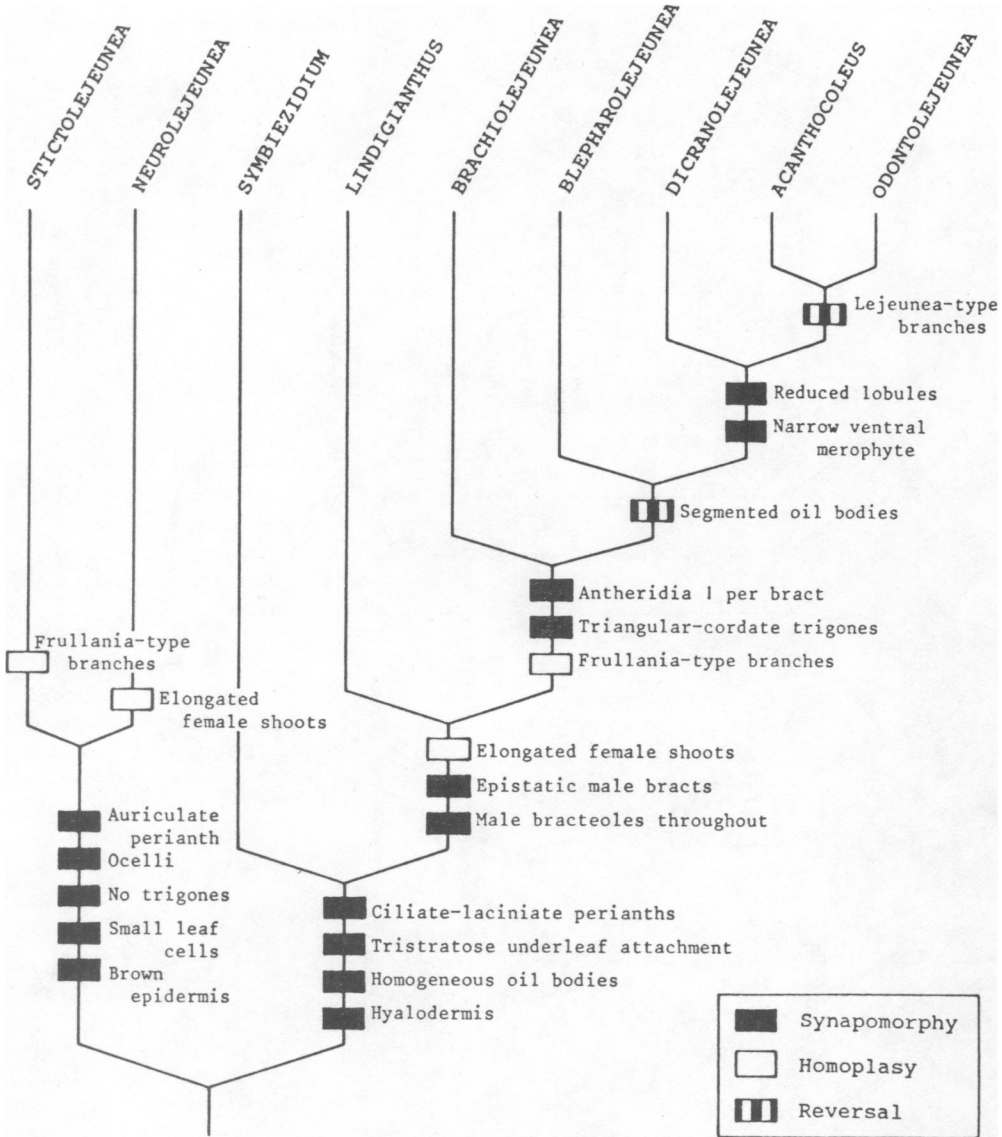 STICTOLEJEUNEA
NEUROLEJEUNEA
SYMBIEZIDIUM
LINDIGIANTHUS
BRACHIOLEJEUNEA
BLEPHAROLEJEUNEA
DICRANOLEJEUNEA
ACANTHOCOLEUS
ODONTOLEJEUNEA
Lejeunea-type
branches
Reduced lobules
Narrow ventral
merophyte
Segmented oil bodies
Antheridia I per bract
Triangular-cordate trigones
Frullania-type branches
Frullania-type
branches
Elongated
female shoots
Elongated female shoots
Epistatic male bracts
Male bracteoles throughout
Auriculate
perianth
Ocelli
No trigones
Small leaf
cells
Brown
epidermis
Ciliate-laciniate perianths
Tristratose underleaf attachment
Homogeneous oil bodies
Hyalodermis
Synapomorphy
Homoplasy
Reversal